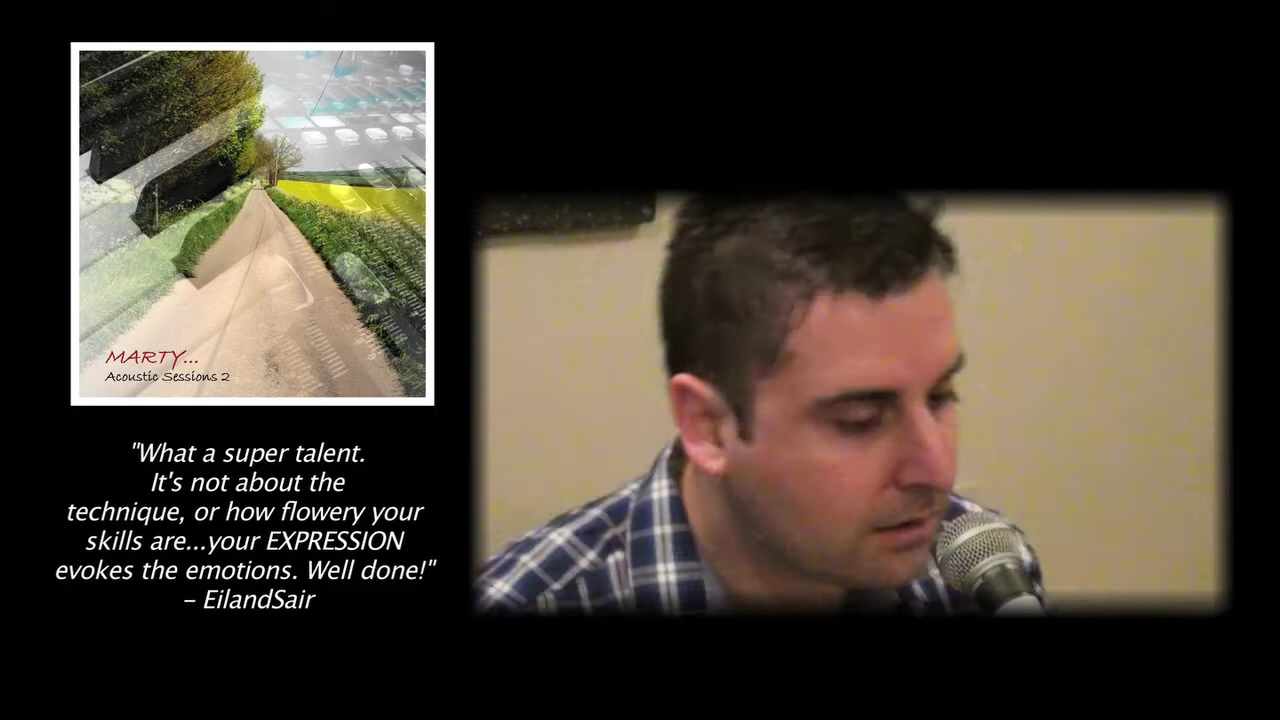 MARTY...
Acoustic Sessions 2
"What a super talent.
It's not about the
technique, or how flowery your
skills are...your EXPRESSION
evokes the emotions. Well done!"
– EilandSair